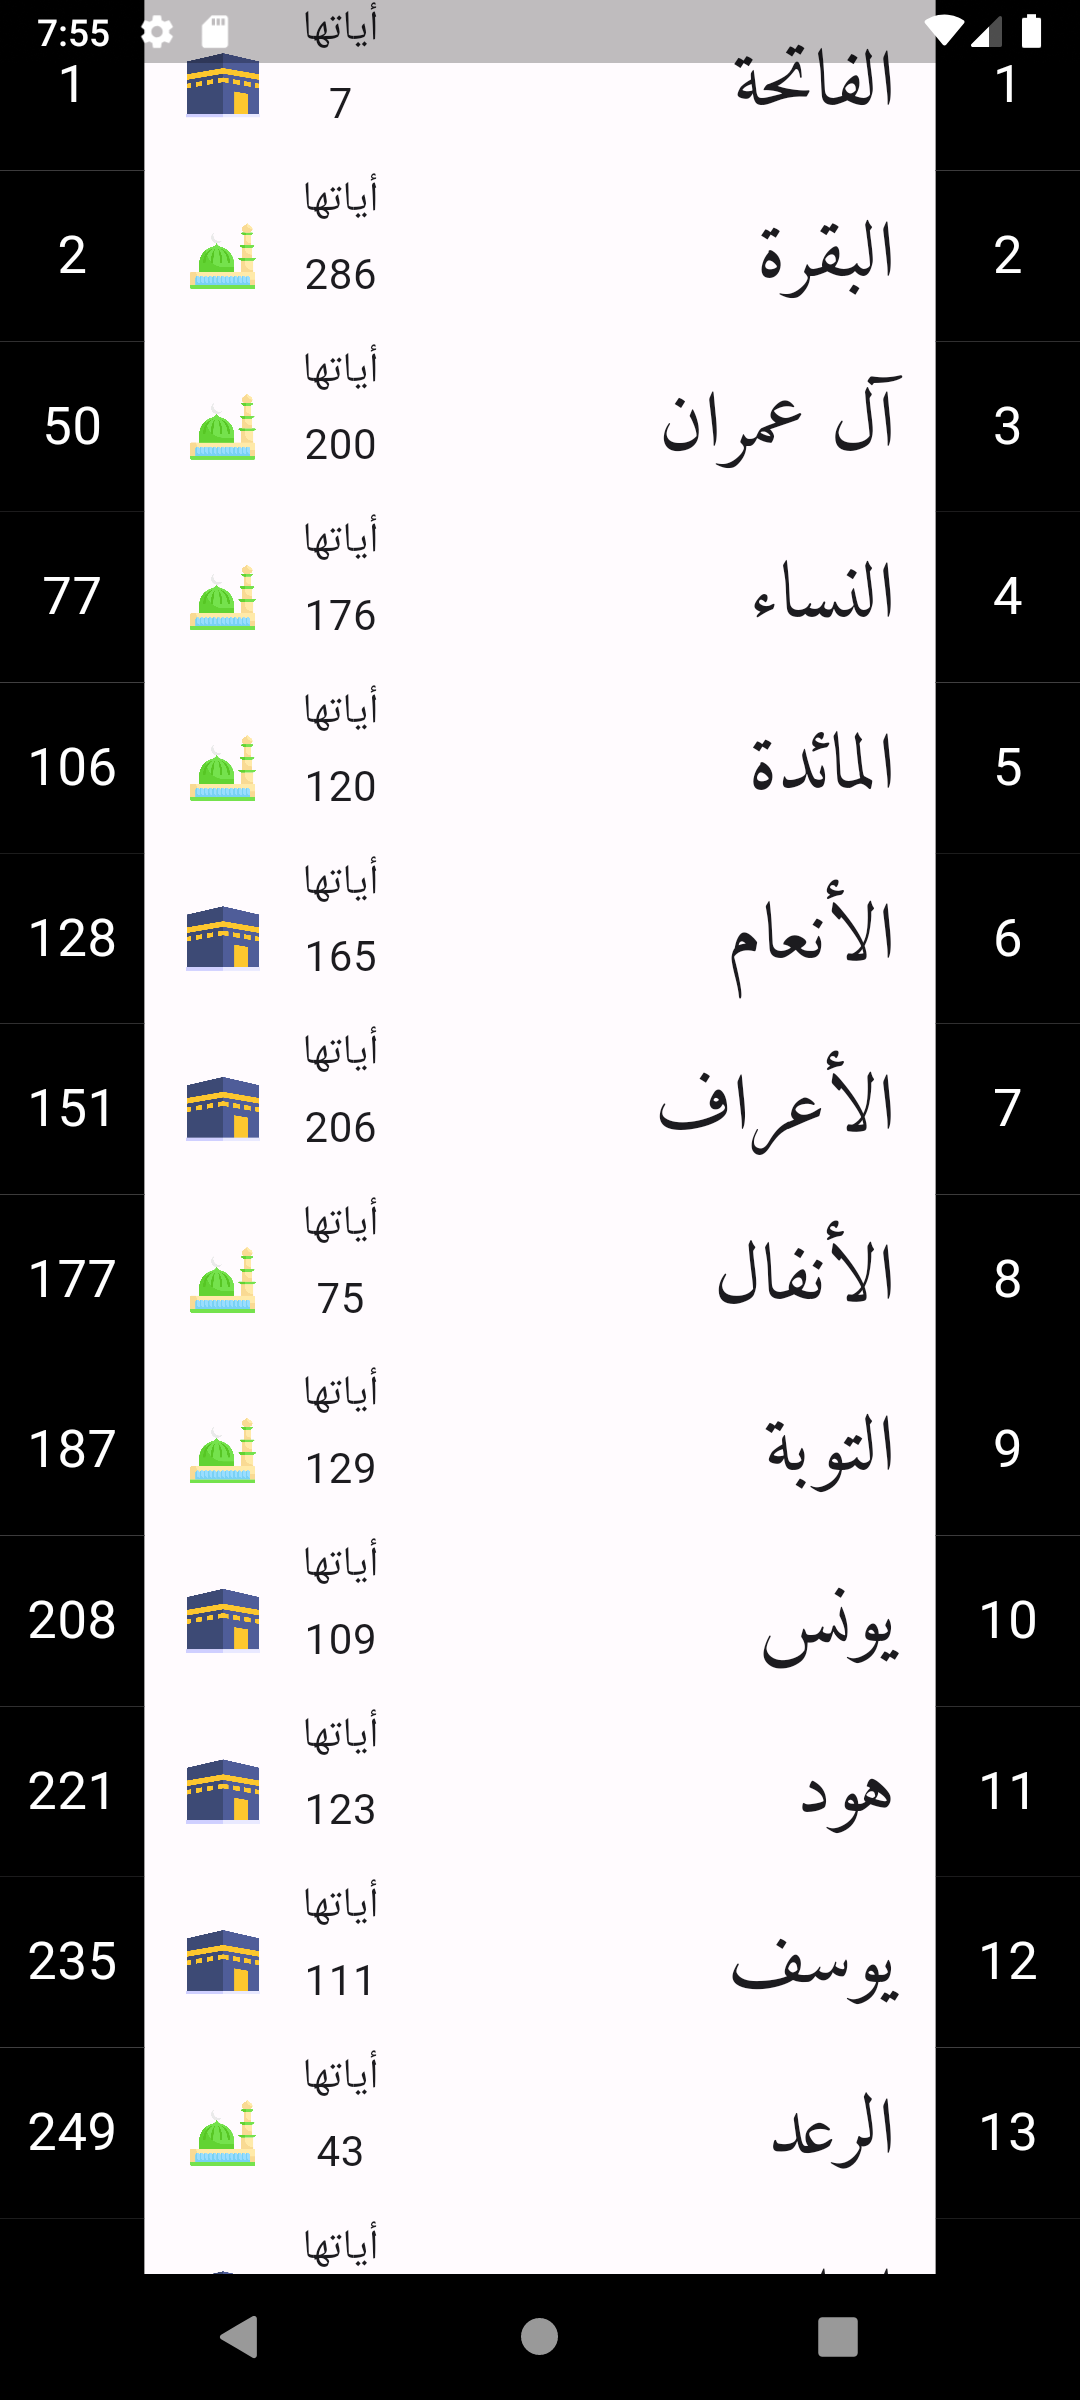 7:55
أياتها
1 الفاتحة 7 1
أياتها
2 البقرة 286 2
أياتها
3 آل عمران 200 50
أياتها
4 النساء 176 77
أياتها
5 المائدة 120 106
أياتها
6 الأنعام 165 128
أياتها
7 الأعراف 206 151
أياتها
8 الأنفال 75 177
أياتها
9 التوبة 129 187
أياتها
10 يونس 109 208
أياتها
11 هود 123 221
أياتها
12 يوسف 111 235
أياتها
13 الرعد 43 249
أياتها